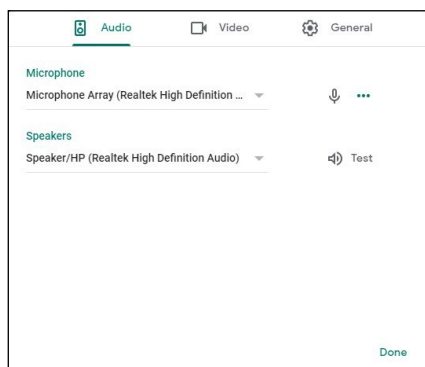 Audio Video General
Microphone
Microphone Array (Realtek High Definition ...
Speakers
Speaker/HP (Realtek High Definition Audio) Test
Done